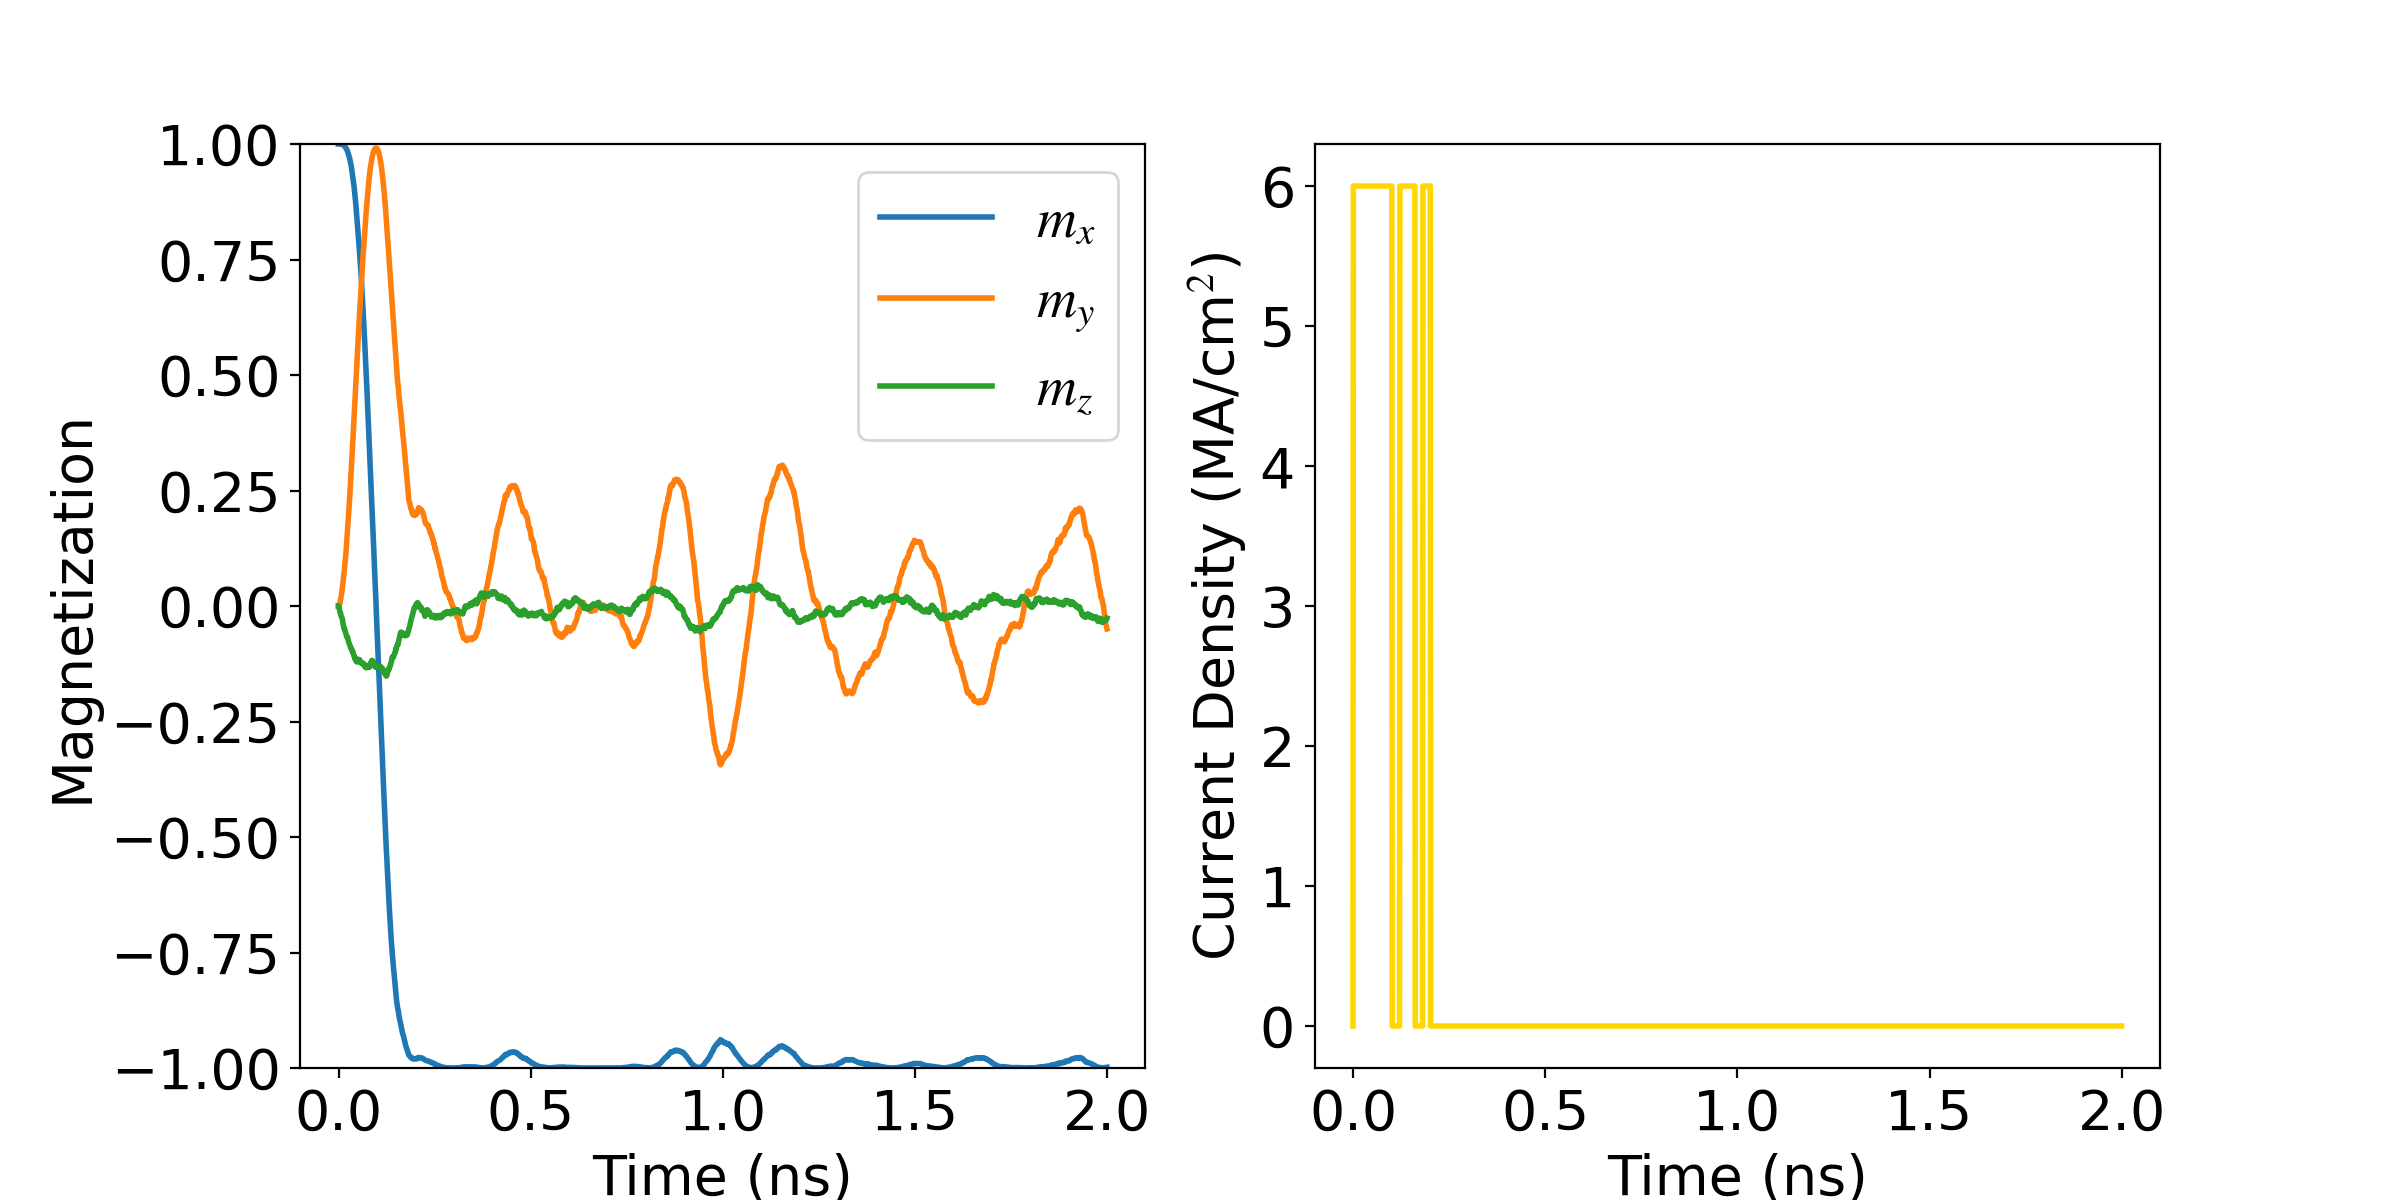 Magnetization
1.00
0.75
0.50
0.25
0.00
−0.25
−0.50
−0.75
−1.00
0.0 0.5 1.0 1.5 2.0
Time (ns)
m_x
m_y
m_z
Current Density (MA/cm²)
6
5
4
3
2
1
0
0.0 0.5 1.0 1.5 2.0
Time (ns)